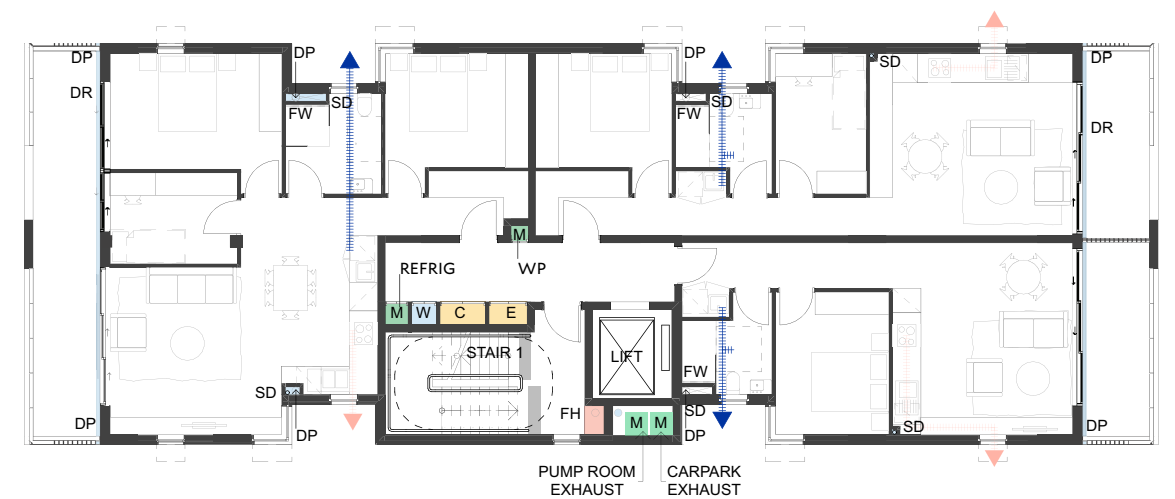 DP
DP
DP
DP
DR
SD
SD
SD
FW
FW
DR
M
REFRIG
WP
M
W
C
E
STAIR 1
LIFT
FW
SD
FH
M
M
SD
SD
DP
DP
DP
DP
PUMP ROOM
EXHAUST
CARPARK
EXHAUST